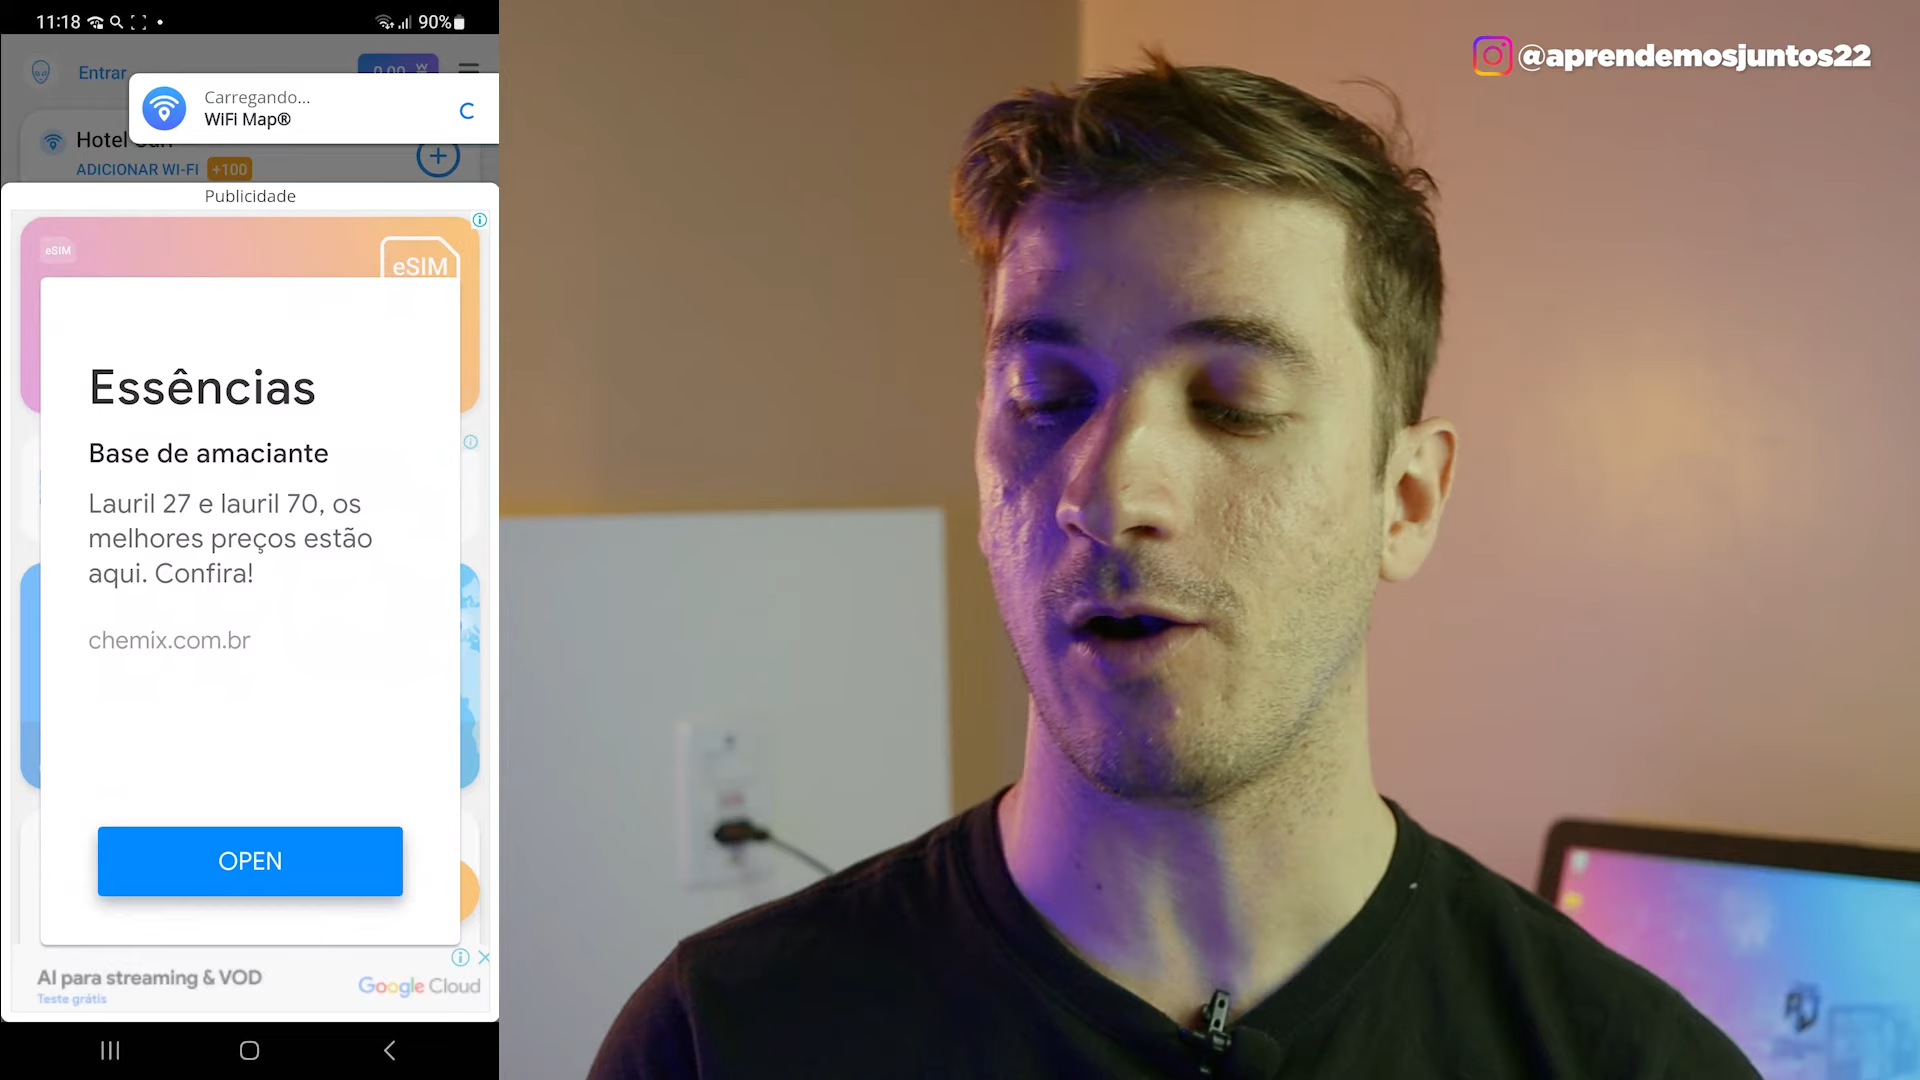 11:18
90%
@aprendemosjuntos22
Entrar
Carregando...
WiFi Map®
Hotel
ADICIONAR WI-FI +100
Publicidade
eSIM
eSIM
Essências
Base de amaciante
Lauril 27 e lauril 70, os
melhores preços estão
aqui. Confira!
chemix.com.br
OPEN
AI para streaming & VOD
Teste grátis
Google Cloud